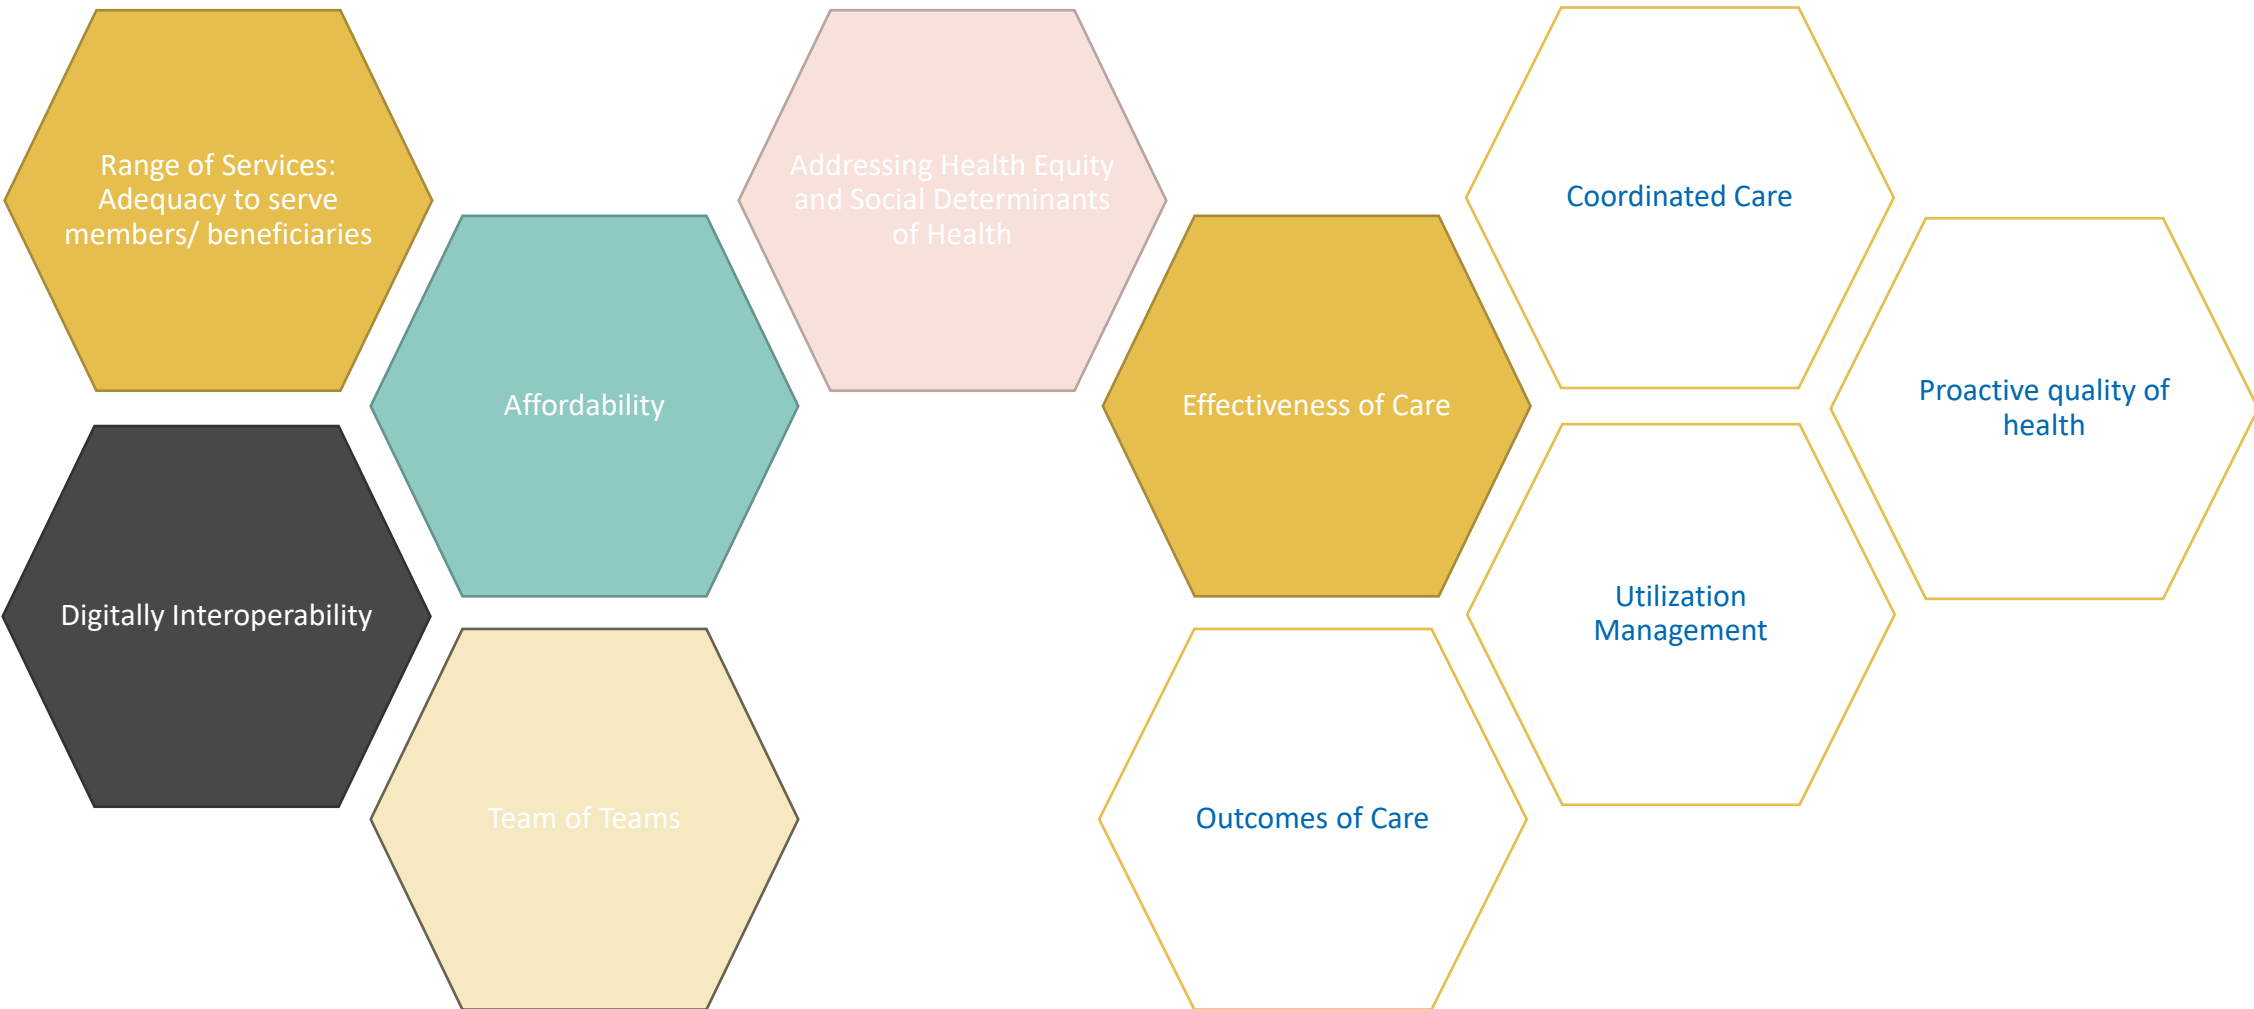 Range of Services:
Adequacy to serve
members/ beneficiaries
Digitally Interoperability
Affordability
Team of Teams
Addressing Health Equity
and Social Determinants
of Health
Effectiveness of Care
Outcomes of Care
Coordinated Care
Utilization
Management
Proactive quality of
health